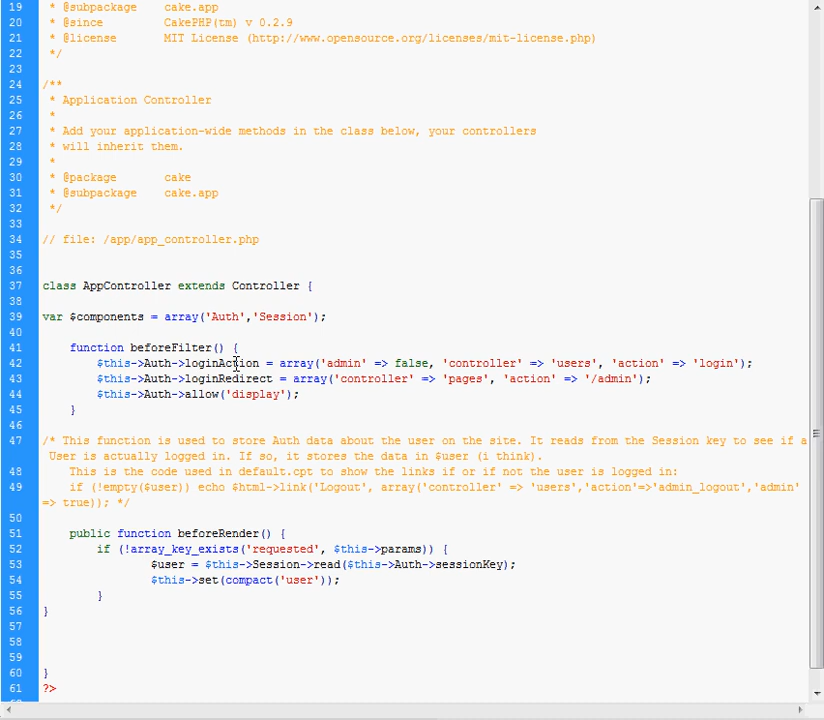 19 * @subpackage cake.app
20 * @since CakePHP(tm) v 0.2.9
21 * @license MIT License (http://www.opensource.org/licenses/mit-license.php)
22 */
23
24 /**
25 * Application Controller
26 *
27 * Add your application-wide methods in the class below, your controllers
28 * will inherit them.
29 *
30 * @package cake
31 * @subpackage cake.app
32 */
33
34 // file: /app/app_controller.php
35
36
37 class AppController extends Controller {
38
39 var $components = array('Auth','Session');
40
41 function beforeFilter() {
42 $this->Auth->loginAction = array('admin' => false, 'controller' => 'users', 'action' => 'login');
43 $this->Auth->loginRedirect = array('controller' => 'pages', 'action' => '/admin');
44 $this->Auth->allow('display');
45 }
46
47 /* This function is used to store Auth data about the user on the site. It reads from the Session key to see if a
User is actually logged in. If so, it stores the data in $user (i think).
48 This is the code used in default.cpt to show the links if or if not the user is logged in:
49 if (!empty($user)) echo $html->link('Logout', array('controller' => 'users','action'=>'admin_logout','admin'
=> true)); */
50
51 public function beforeRender() {
52 if (!array_key_exists('requested', $this->params)) {
53 $user = $this->Session->read($this->Auth->sessionKey);
54 $this->set(compact('user'));
55 }
56 }
57
58
59
60 }
61 ?>